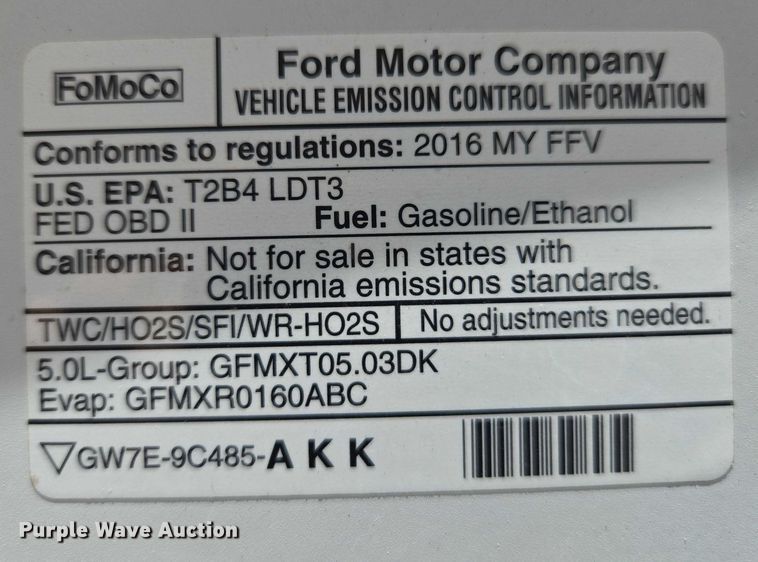 FoMoCo
Ford Motor Company
VEHICLE EMISSION CONTROL INFORMATION
Conforms to regulations: 2016 MY FFV
U.S. EPA: T2B4 LDT3
FED OBD II Fuel: Gasoline/Ethanol
California: Not for sale in states with
California emissions standards.
TWC/HO2S/SFI/WR-HO2S No adjustments needed.
5.0L-Group: GFMXT05.03DK
Evap: GFMXR0160ABC
▽GW7E-9C485-A K K
Purple Wave Auction